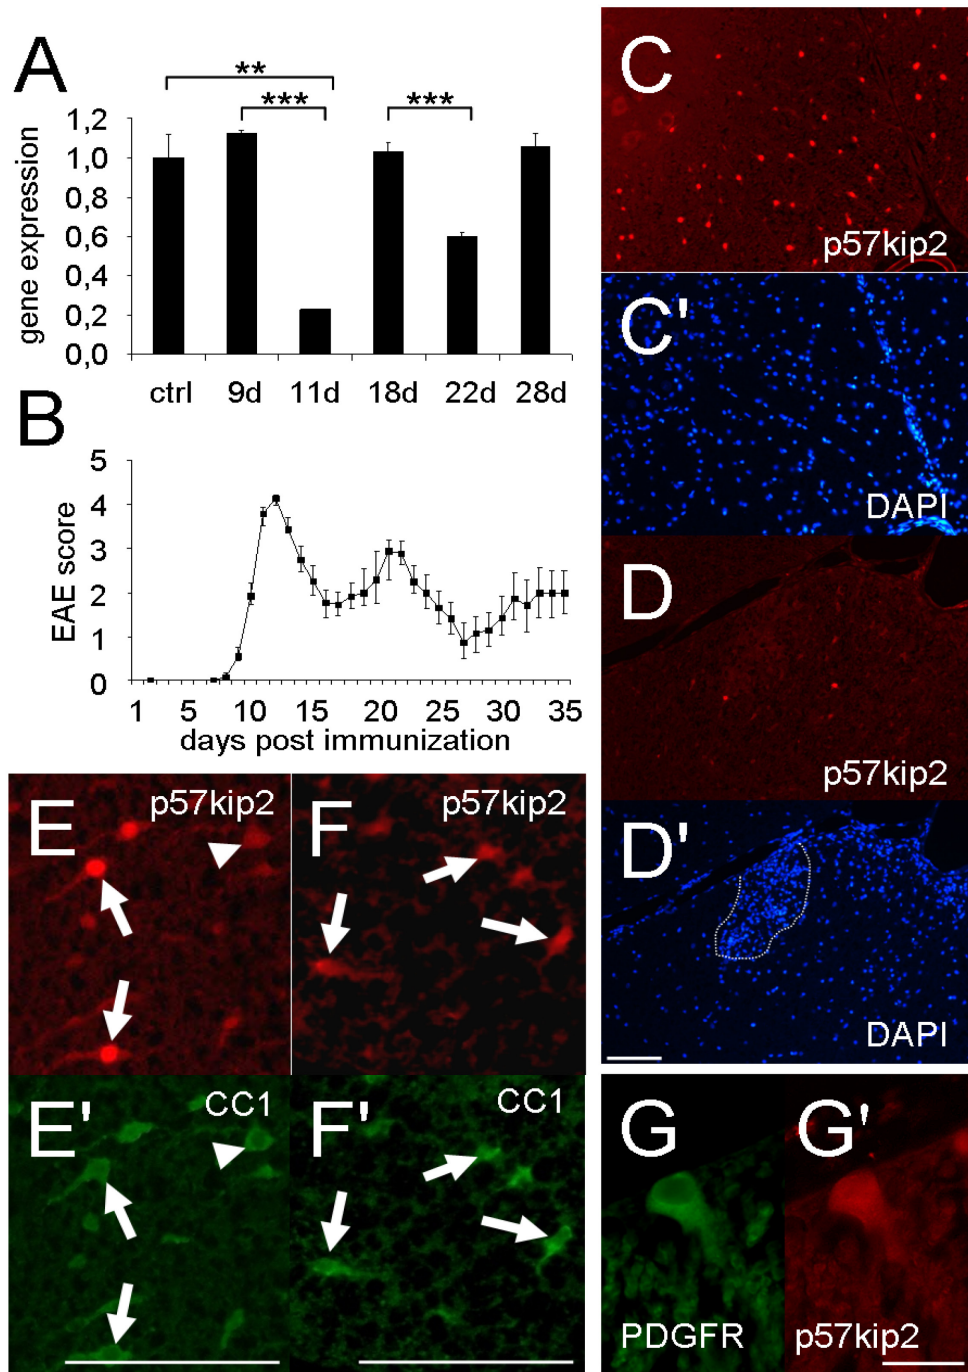 A
** 
*** ***
gene expression
1,2
1,0
0,8
0,6
0,4
0,2
0,0
ctrl 9d 11d 18d 22d 28d
B
EAE score
5
4
3
2
1
0
1 5 10 15 20 25 30 35
days post immunization
C
p57kip2
C'
DAPI
D
p57kip2
D'
DAPI
E
p57kip2
F
p57kip2
E'
CC1
F'
CC1
G
PDGFR
G'
p57kip2